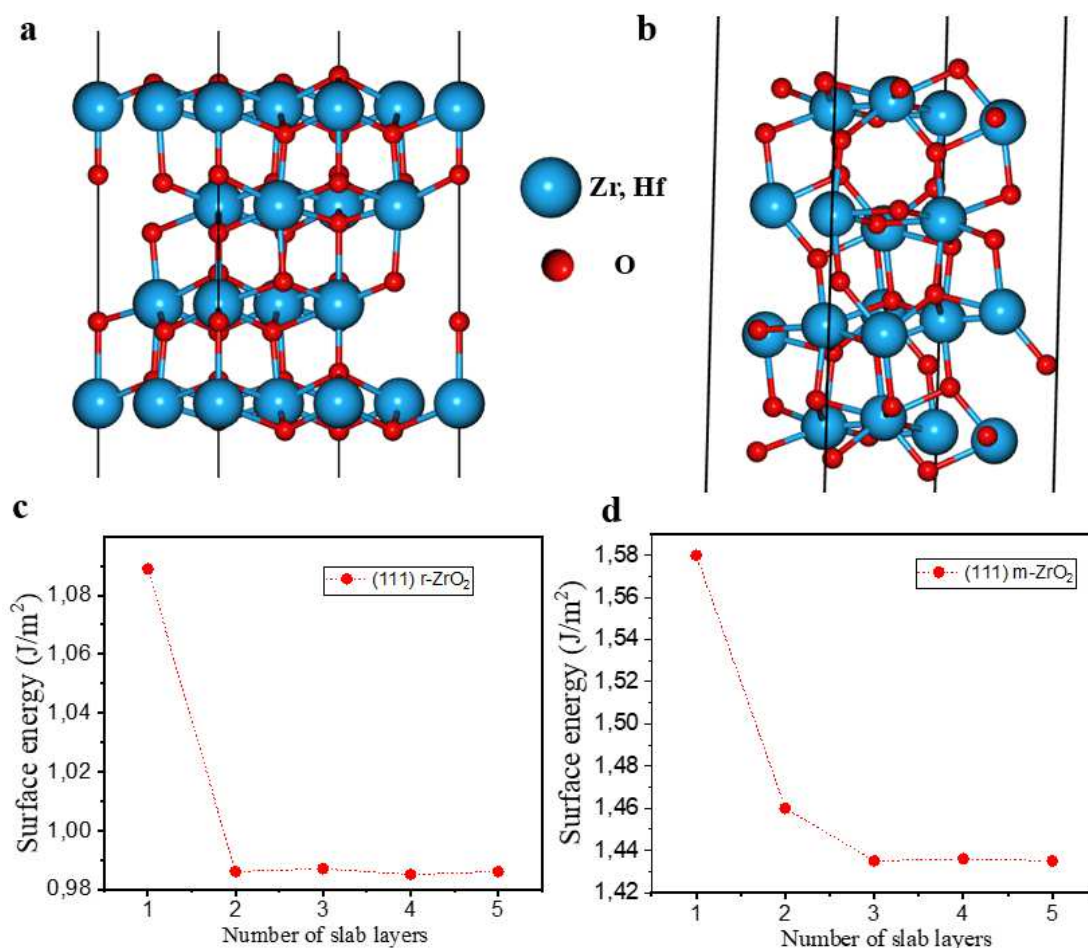 a
b
Zr, Hf
O
c
Surface energy (J/m²)
1,08
1,06
1,04
1,02
1,00
0,98
(111) r-ZrO₂
1 2 3 4 5
Number of slab layers
d
Surface energy (J/m²)
1,58
1,56
1,54
1,52
1,50
1,48
1,46
1,44
1,42
(111) m-ZrO₂
1 2 3 4 5
Number of slab layers